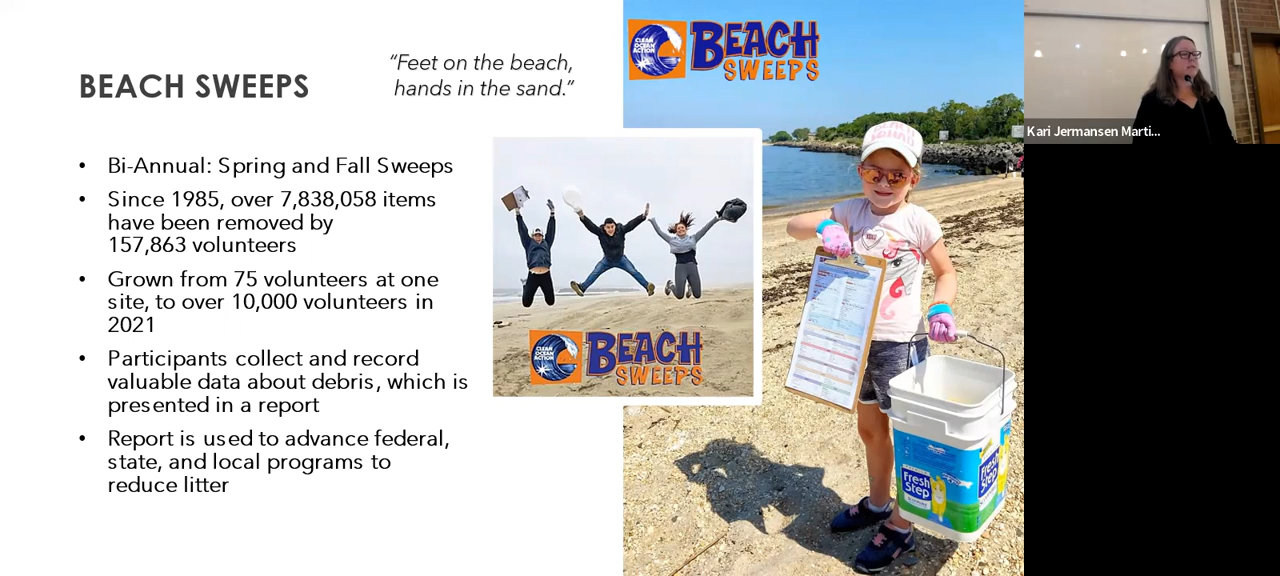 BEACH SWEEPS
“Feet on the beach,
hands in the sand.”
• Bi-Annual: Spring and Fall Sweeps
• Since 1985, over 7,838,058 items
have been removed by
157,863 volunteers
• Grown from 75 volunteers at one
site, to over 10,000 volunteers in
2021
• Participants collect and record
valuable data about debris, which is
presented in a report
• Report is used to advance federal,
state, and local programs to
reduce litter
CLEAN
OCEAN
ACTION
BEACH
SWEEPS
CLEAN
OCEAN
ACTION
BEACH
SWEEPS
Fresh
Step
Fresh
Step
Kari Jermansen Marti...